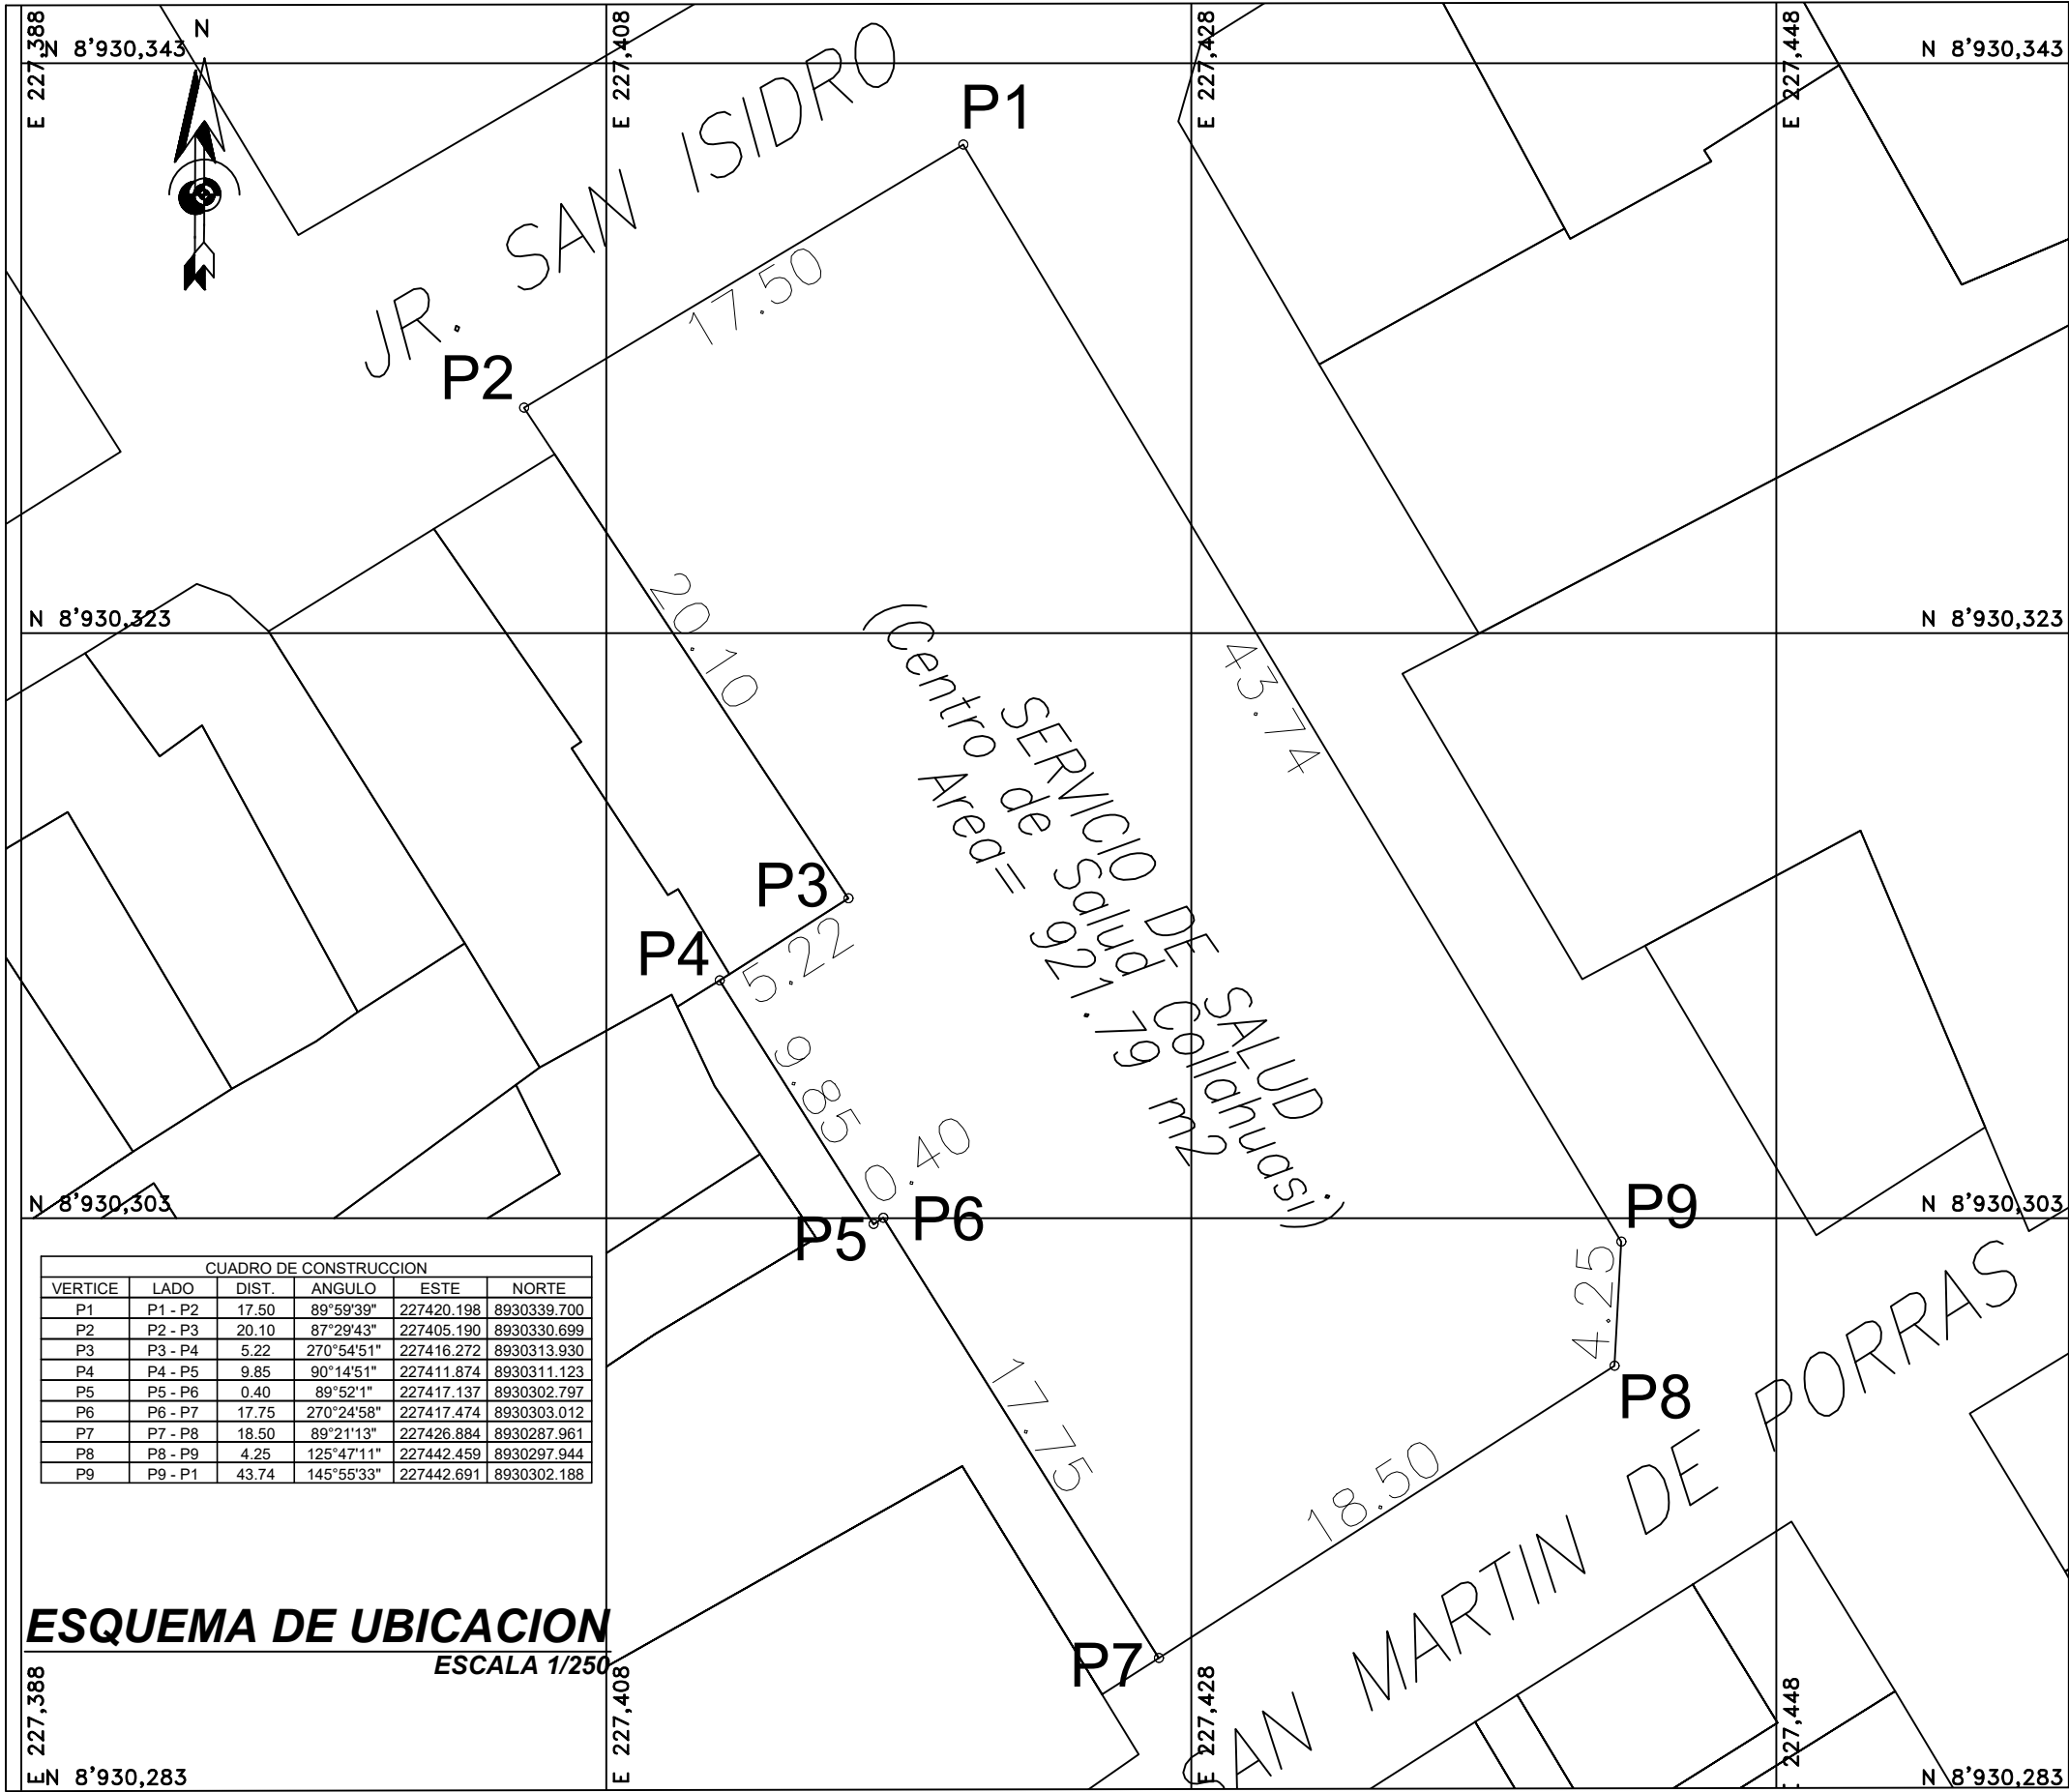 E 227,388
E 227,408
E 227,428
E 227,448
N 8'930,343
N
N 8'930,343
P1
JR. SAN ISIDRO
17.50
P2
20.10
N 8'930,323
N 8'930,323
43.74
SERVICIO DE SALUD
(Centro de Salud Collahuasi)
Area= 921.79 m2
P3
P4
5.22
9.85
0.40
N 8'930,303
N 8'930,303
P5
P6
P9
4.25
P8
CUADRO DE CONSTRUCCION
VERTICE LADO DIST. ANGULO ESTE NORTE
P1 P1 - P2 17.50 89°59'39" 227420.198 8930339.700
P2 P2 - P3 20.10 87°29'43" 227405.190 8930330.699
P3 P3 - P4 5.22 270°54'51" 227416.272 8930313.930
P4 P4 - P5 9.85 90°14'51" 227411.874 8930311.123
P5 P5 - P6 0.40 89°52'1" 227417.137 8930302.797
P6 P6 - P7 17.75 270°24'58" 227417.474 8930303.012
P7 P7 - P8 18.50 89°21'13" 227426.884 8930287.961
P8 P8 - P9 4.25 125°47'11" 227442.459 8930297.944
P9 P9 - P1 43.74 145°55'33" 227442.691 8930302.188
17.75
18.50
SAN MARTIN DE PORRAS
P7
ESQUEMA DE UBICACION
ESCALA 1/250
E 227,388
E 227,408
E 227,428
E 227,448
N 8'930,283
N 8'930,283